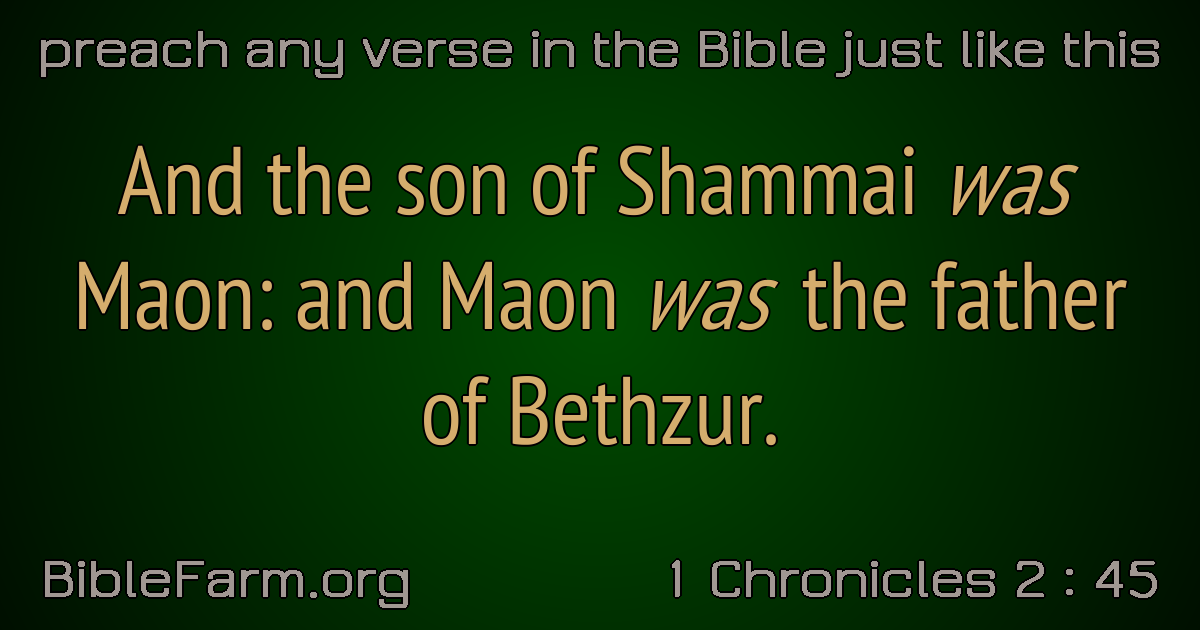 preach any verse in the Bible just like this
And the son of Shammai was
Maon: and Maon was the father
of Bethzur.
BibleFarm.org
1 Chronicles 2 : 45